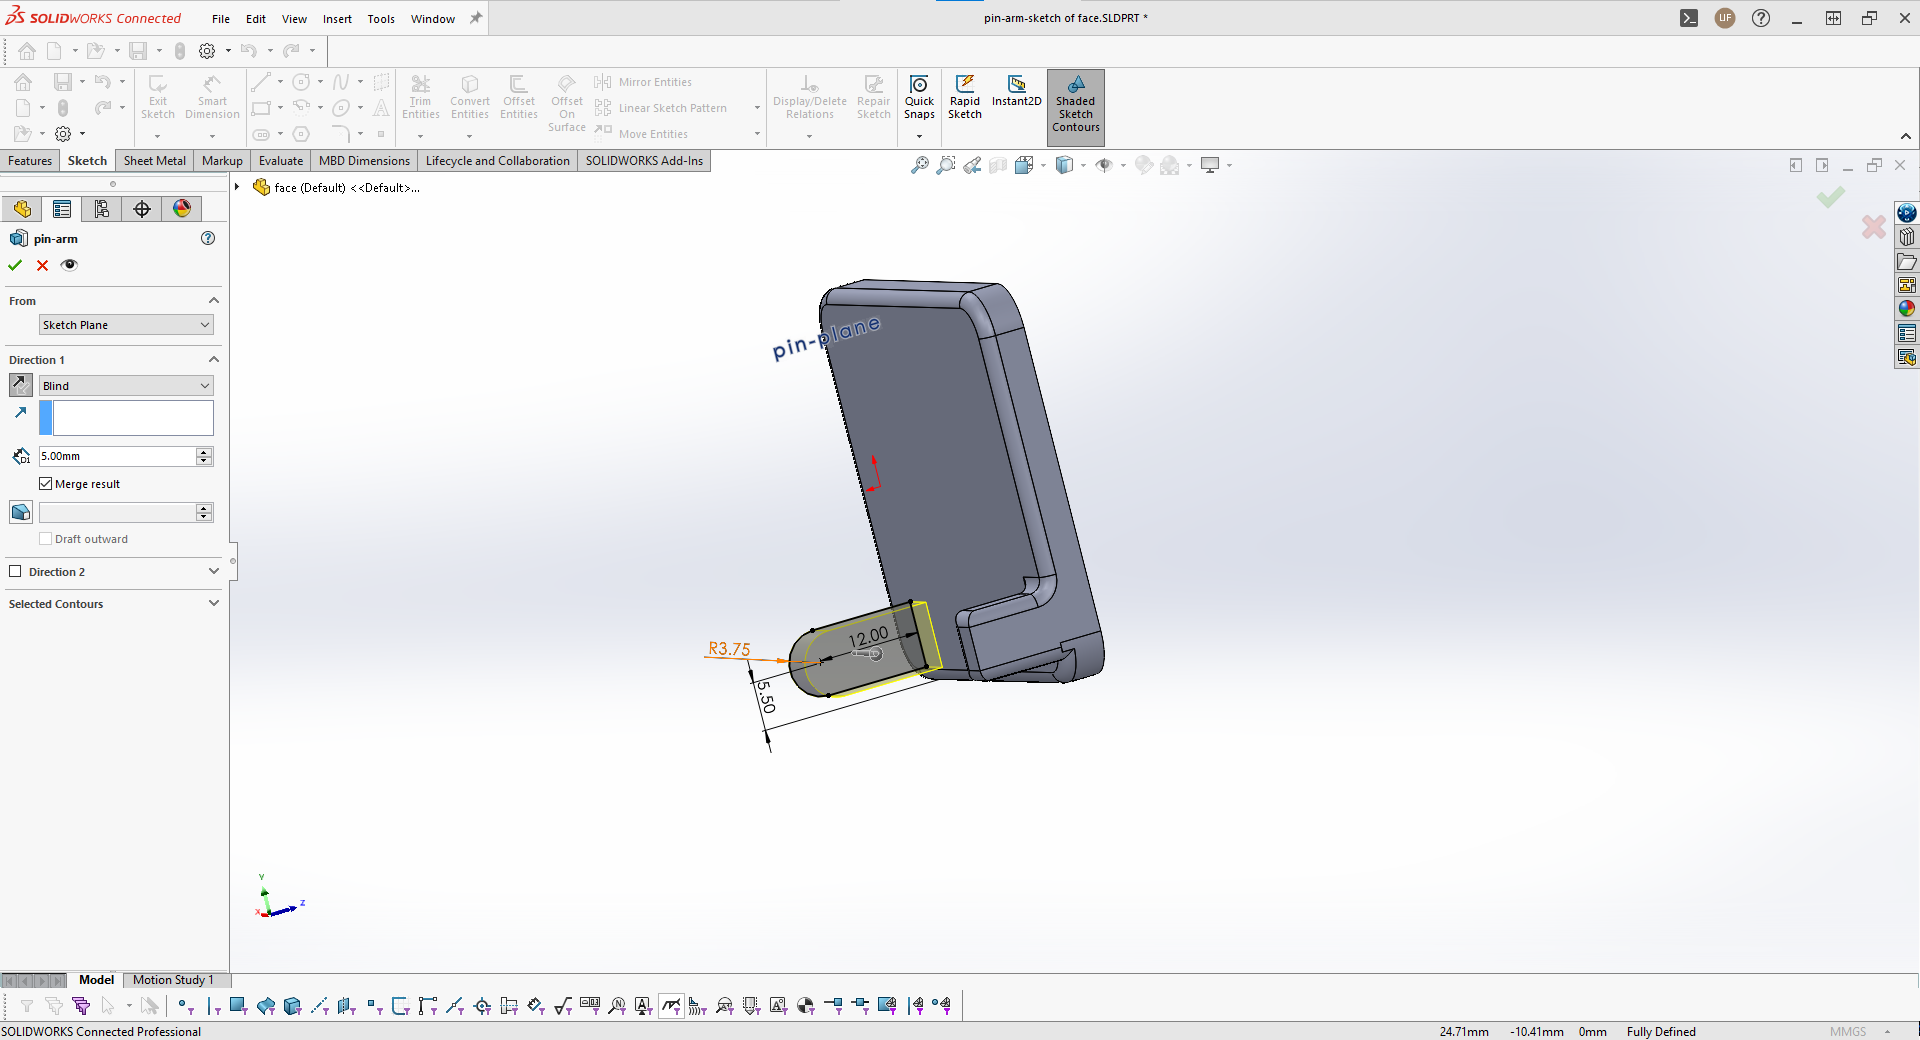 SOLIDWORKS Connected
File Edit View Insert Tools Window
pin-arm-sketch of face.SLDPRT *
UF
Exit Sketch
Smart Dimension
Trim Entities
Convert Entities
Offset Entities
Offset On Surface
Mirror Entities
Linear Sketch Pattern
Move Entities
Display/Delete Relations
Repair Sketch
Quick Snaps
Rapid Sketch
Instant2D
Shaded Sketch Contours
Features Sketch Sheet Metal Markup Evaluate MBD Dimensions Lifecycle and Collaboration SOLIDWORKS Add-Ins
face (Default) <<Default>...
pin-arm
From
Sketch Plane
Direction 1
Blind
D1
5.00mm
Merge result
Draft outward
Direction 2
Selected Contours
pin-plane
12.00
R3.75
5.50
Y
X
Z
Model Motion Study 1
SOLIDWORKS Connected Professional
24.71mm -10.41mm 0mm Fully Defined MMGS